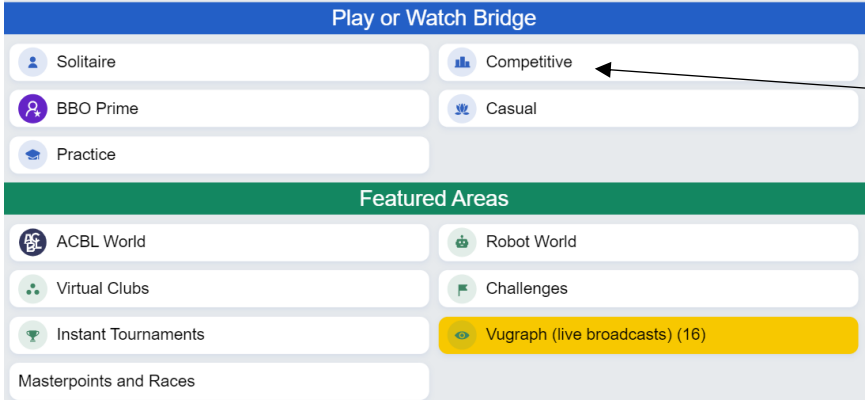 Play or Watch Bridge
Solitaire
Competitive
BBO Prime
Casual
Practice
Featured Areas
ACBL
ACBL World
Robot World
Virtual Clubs
Challenges
Instant Tournaments
Vugraph (live broadcasts) (16)
Masterpoints and Races